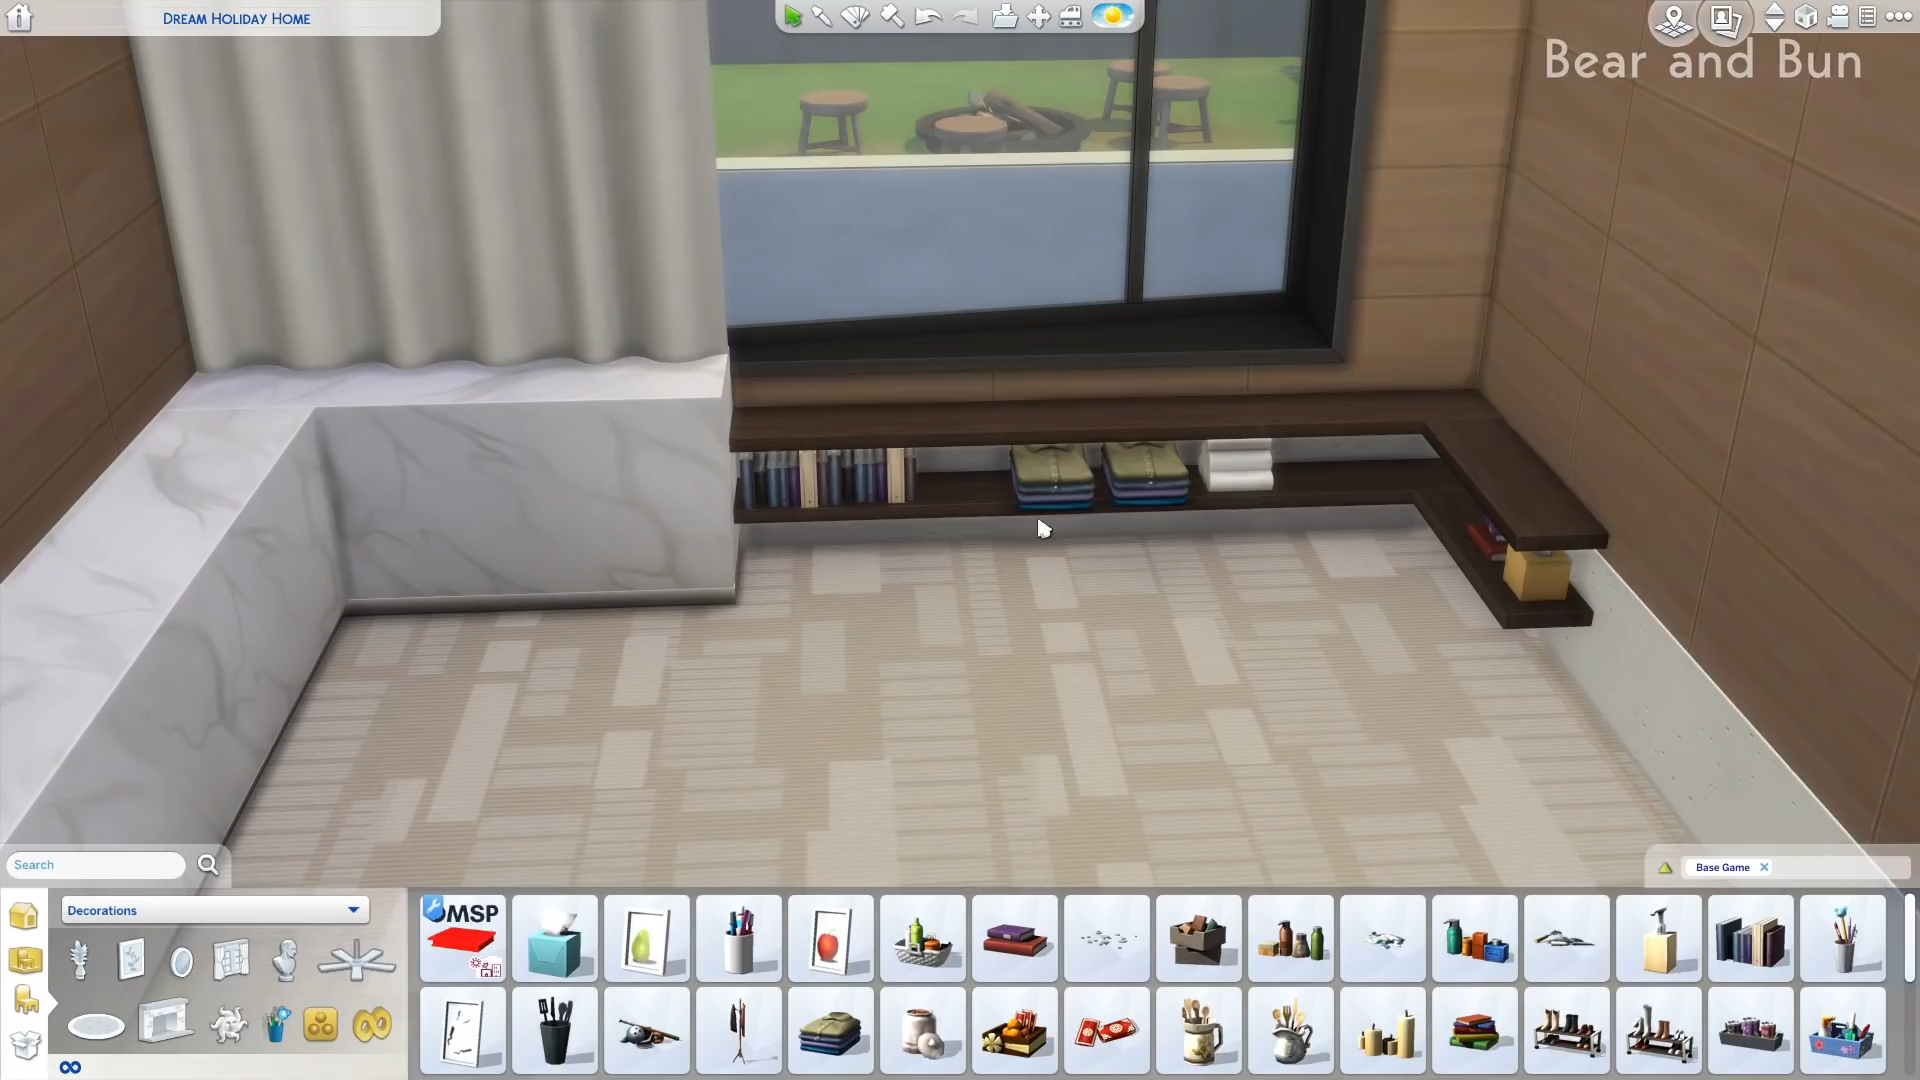 Dream Holiday Home
Bear and Bun
Search
Base Game
Decorations
MSP